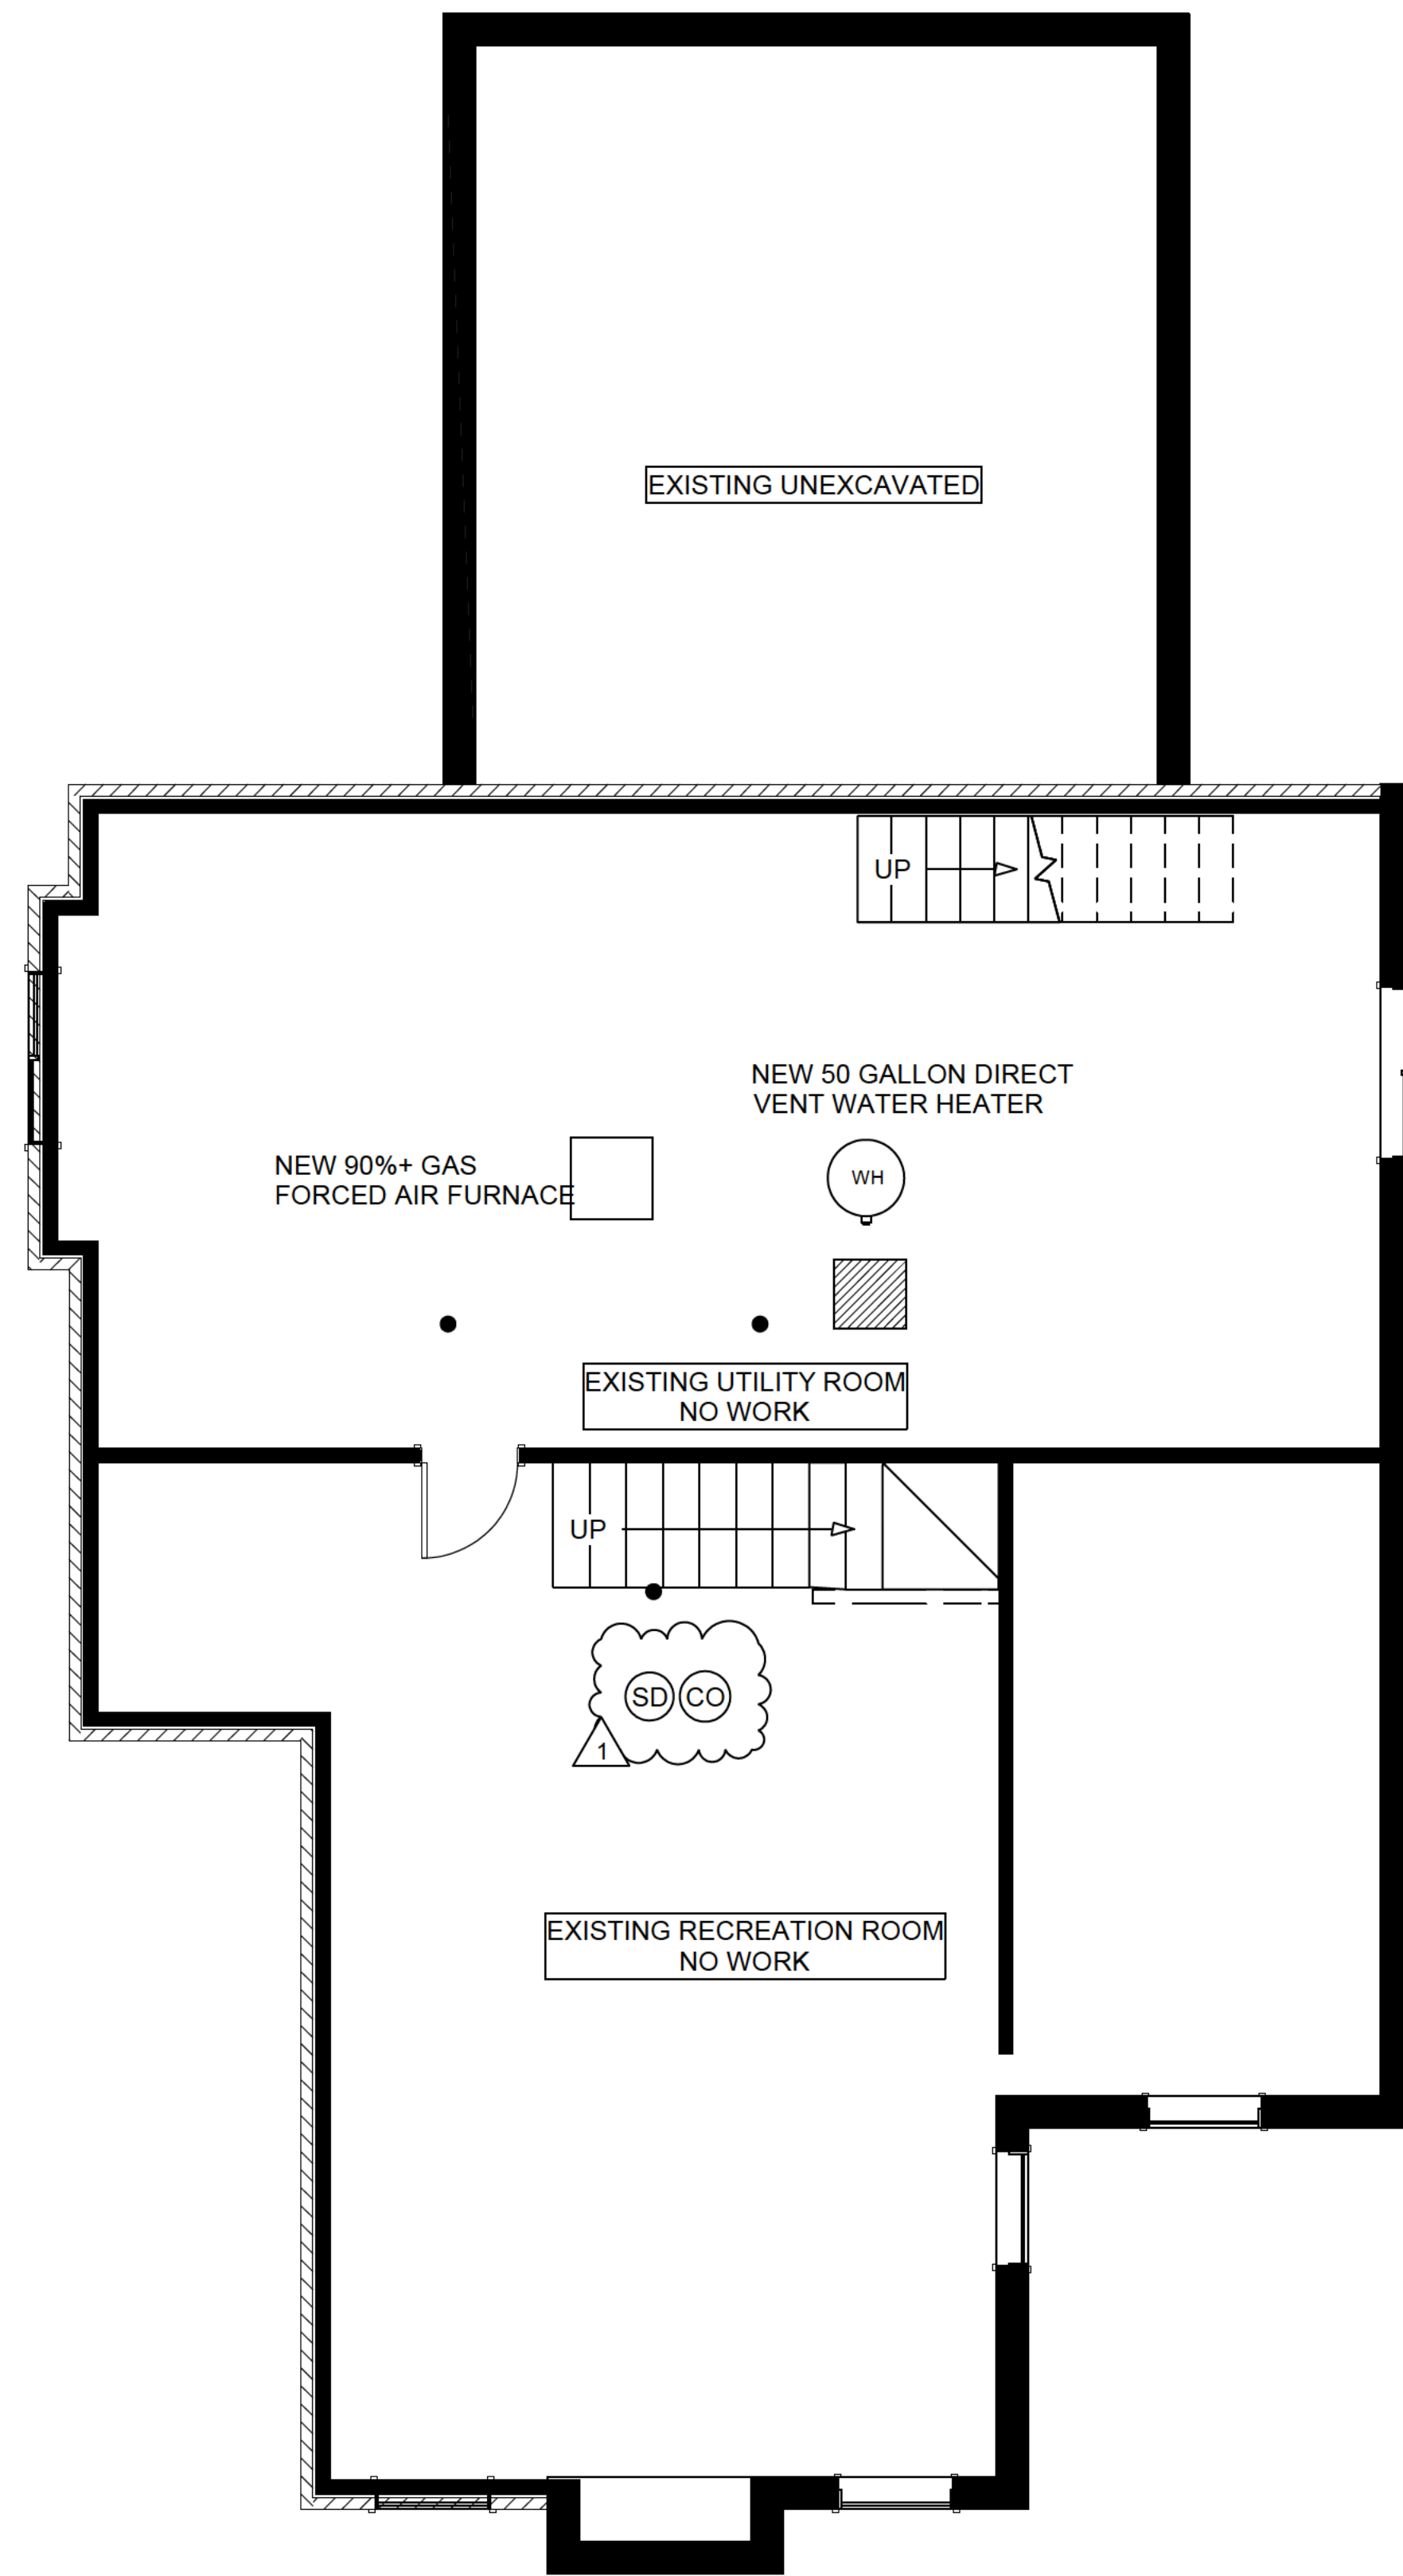 EXISTING UNEXCAVATED
UP
NEW 50 GALLON DIRECT
VENT WATER HEATER
NEW 90%+ GAS
FORCED AIR FURNACE
WH
EXISTING UTILITY ROOM
NO WORK
UP
SD CO
1
EXISTING RECREATION ROOM
NO WORK